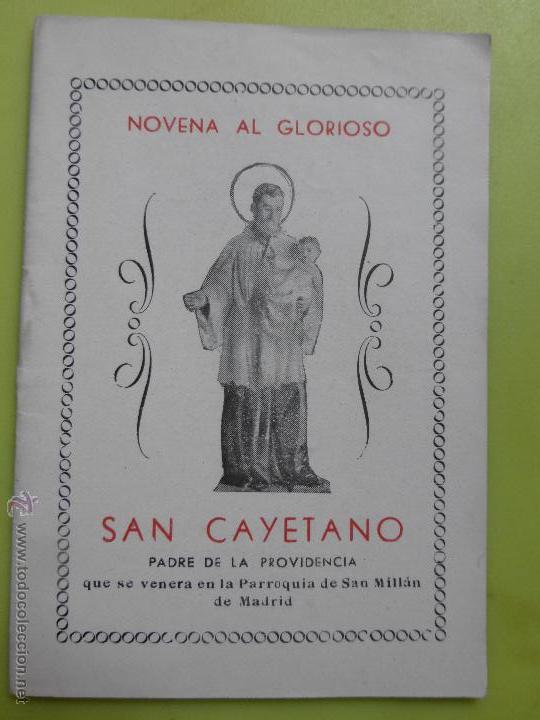 NOVENA AL GLORIOSO
SAN CAYETANO
PADRE DE LA PROVIDENCIA
que se venera en la Parroquia de San Millán
de Madrid
www.todocoleccion.net